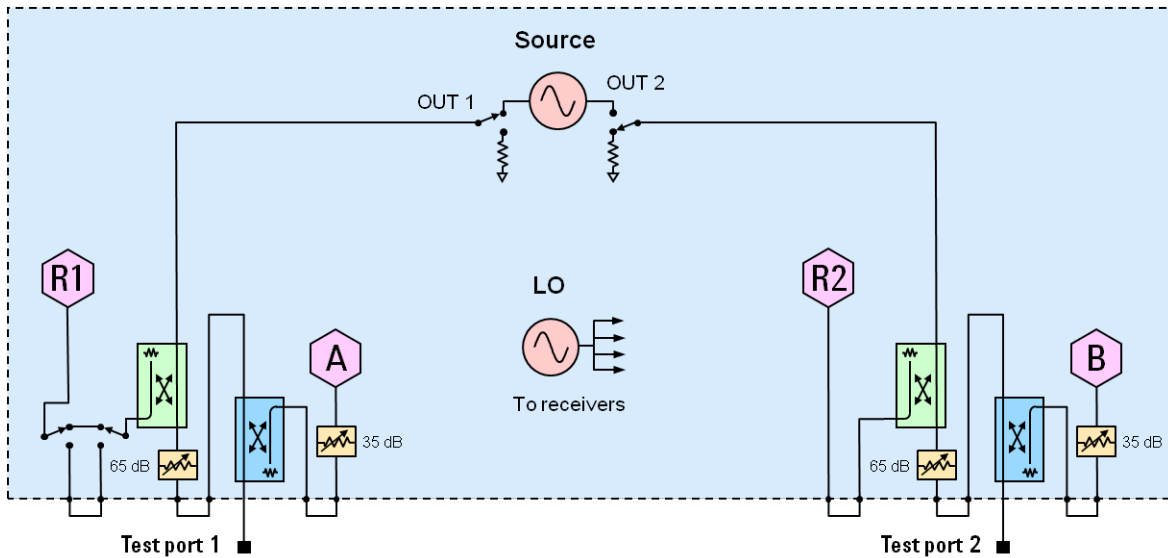 Source
OUT 1
OUT 2
R1
LO
R2
A
B
To receivers
65 dB
35 dB
65 dB
35 dB
Test port 1
Test port 2